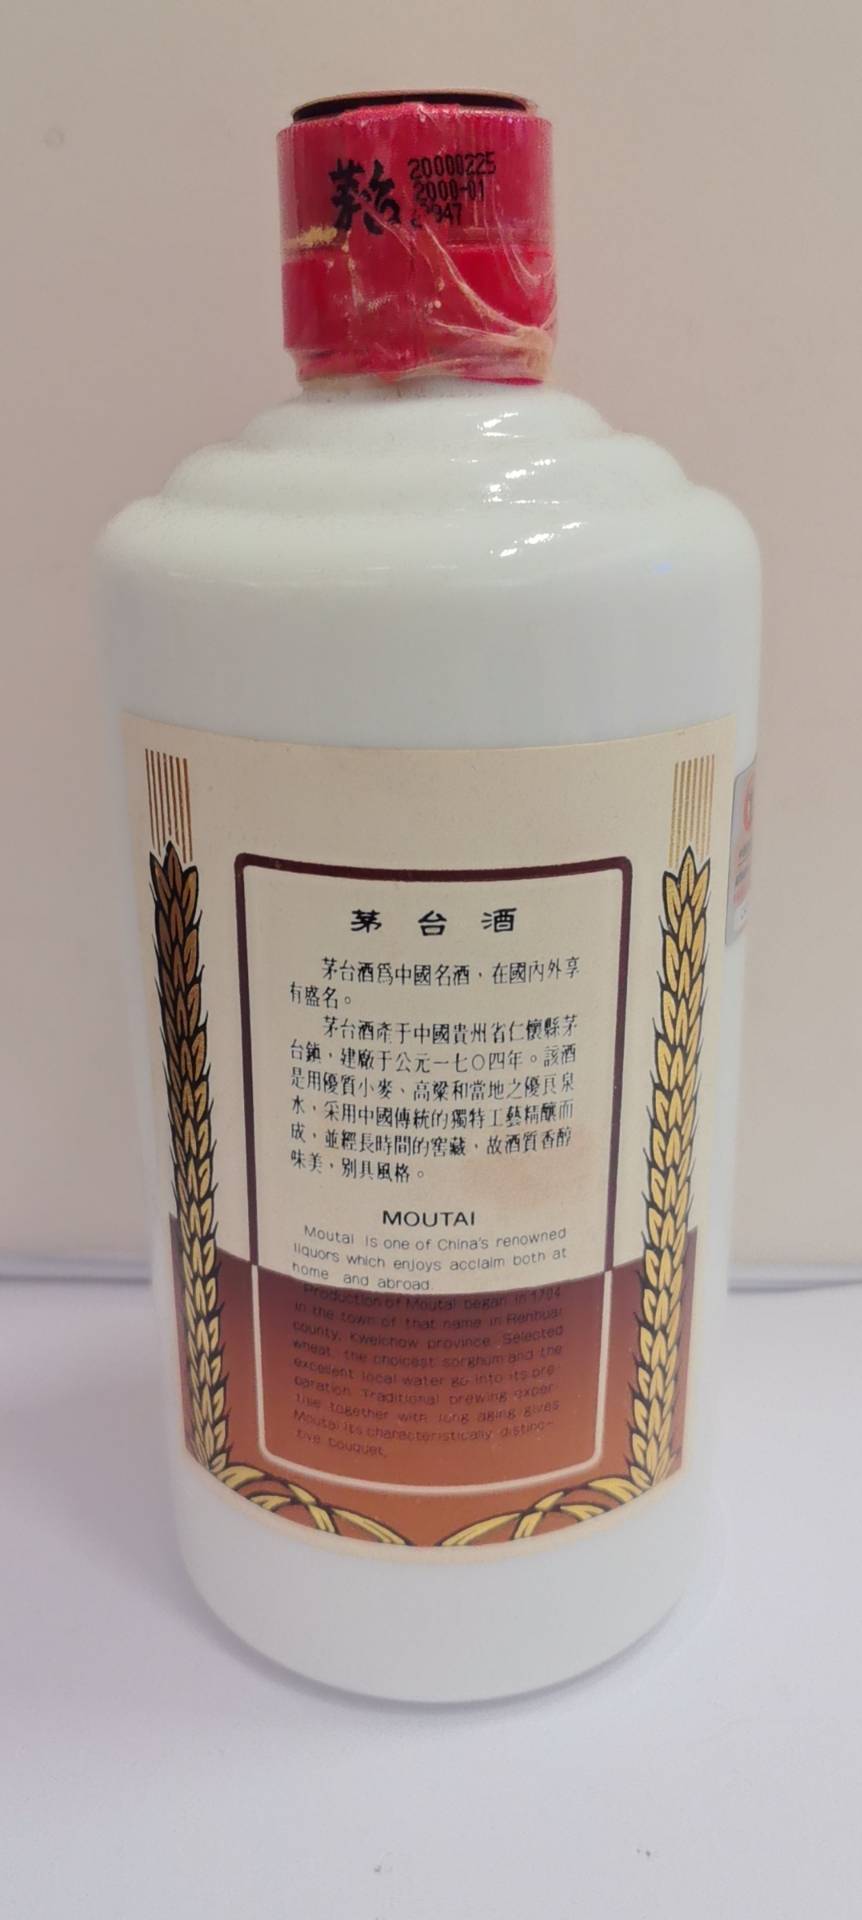 茅台
20000225
2000-01
茅台酒
茅台酒爲中國名酒，在國內外享
有盛名。
茅台酒產于中國貴州省仁懷縣茅
台鎮，建廠于公元一七〇四年。該酒
是用優質小麥、高粱和當地之優良泉
水，采用中國傳統的獨特工藝精釀而
成，並經長時間的窖藏，故酒質香醇
味美，別具風格。
MOUTAI
Moutai is one of China's renowned
liquors which enjoys acclaim both at
home and abroad.
Production of Moutai began in 1704
in the town of that name in Renhuai
county, Kweichow province. Selected
wheat, the choicest sorghum and the
excellent local water go into its pre-
paration. Traditional brewing exper-
tise together with long aging gives
Moutai its characteristically distinc-
tive bouquet.